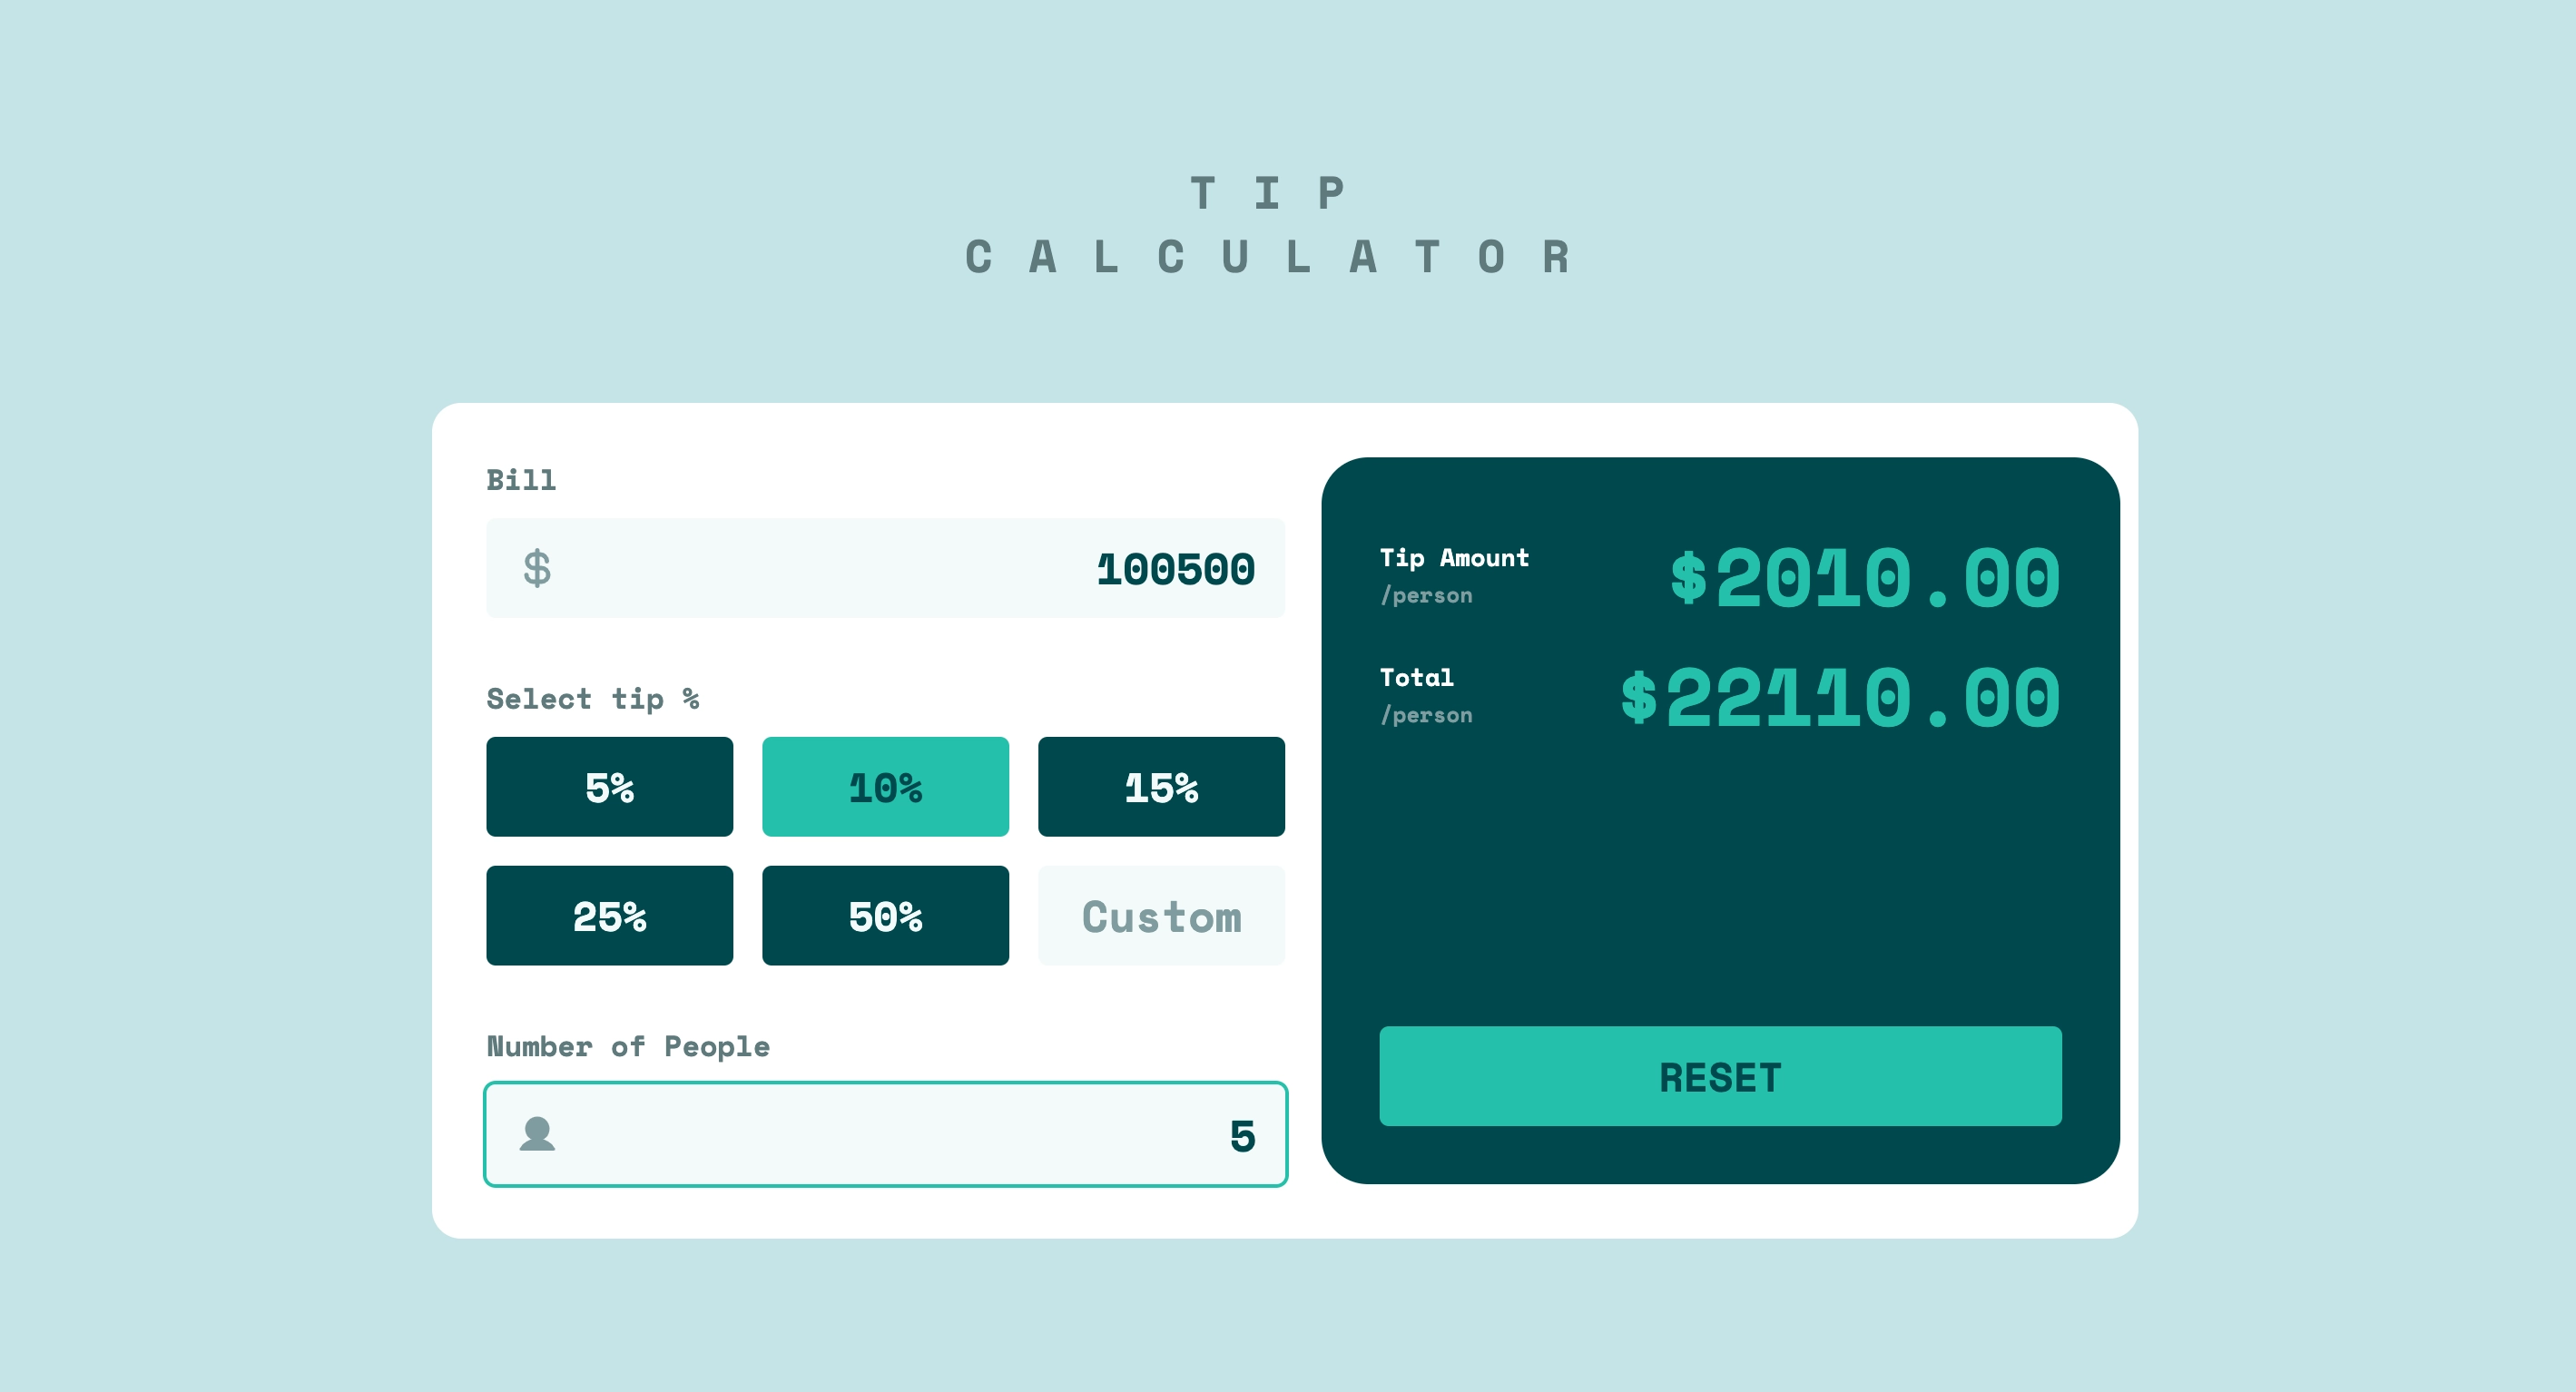 T I P
C A L C U L A T O R
Bill
$ 100500
Select tip %
5% 10% 15%
25% 50% Custom
Number of People
5
Tip Amount
/person
$2010.00
Total
/person
$22110.00
RESET